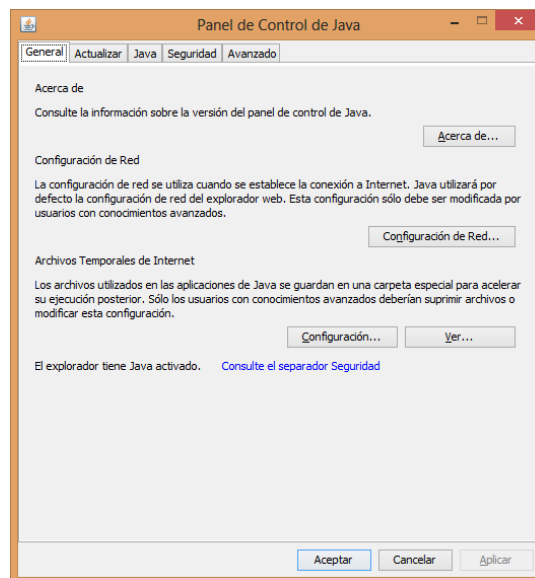 Panel de Control de Java
General Actualizar Java Seguridad Avanzado
Acerca de
Consulte la información sobre la versión del panel de control de Java.
Acerca de...
Configuración de Red
La configuración de red se utiliza cuando se establece la conexión a Internet. Java utilizará por
defecto la configuración de red del explorador web. Esta configuración sólo debe ser modificada por
usuarios con conocimientos avanzados.
Configuración de Red...
Archivos Temporales de Internet
Los archivos utilizados en las aplicaciones de Java se guardan en una carpeta especial para acelerar
su ejecución posterior. Sólo los usuarios con conocimientos avanzados deberían suprimir archivos o
modificar esta configuración.
Configuración... Ver...
El explorador tiene Java activado. Consulte el separador Seguridad
Aceptar Cancelar Aplicar